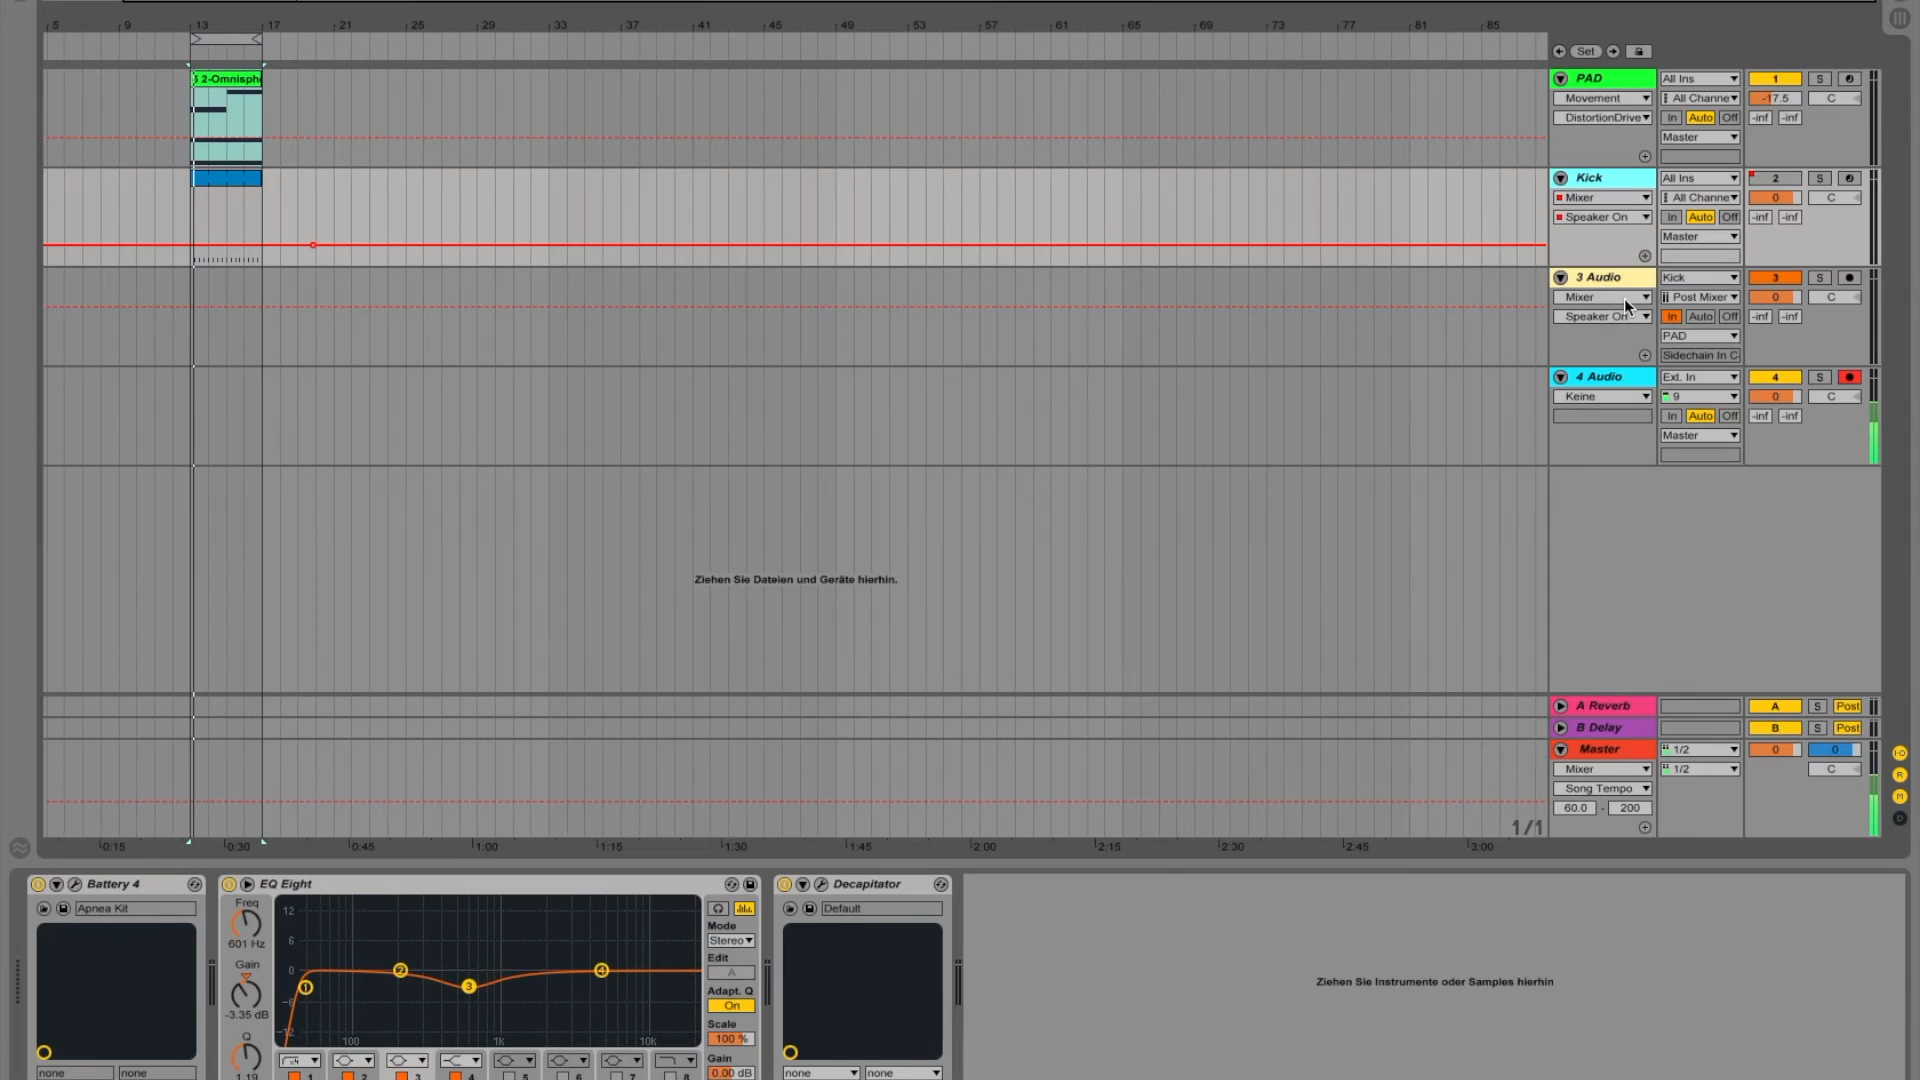 5 9 13 17 21 25 29 33 37 41 45 49 53 57 61 65 69 73 77 81 85
Set
5 2-Omnisph
PAD All Ins 1 S
Movement All Channe -17.5 C
DistortionDrive In Auto Off -inf -inf
Master
Kick All Ins 2 S
Mixer All Channe 0 C
Speaker On In Auto Off -inf -inf
Master
3 Audio Kick 3 S
Mixer Post Mixer 0 C
Speaker On In Auto Off -inf -inf
PAD
Sidechain In C
4 Audio Ext. In 4 S
Keine 9 0 C
In Auto Off -inf -inf
Master
Ziehen Sie Dateien und Geräte hierhin.
A Reverb A S Post
B Delay B S Post
Master 1/2 0 0
Mixer 1/2 C
Song Tempo
60.0 - 200
1/1
0:15 0:30 0:45 1:00 1:15 1:30 1:45 2:00 2:15 2:30 2:45 3:00
I·O
R
M
D
Battery 4
Apnea Kit
none none
EQ Eight
Freq
601 Hz
Gain
-3.35 dB
Q
1.19
12
6
0
-6
-12
100 1K 10K
1 2 3 4
1 2 3 4 5 6 7 8
Mode
Stereo
Edit
A
Adapt. Q
On
Scale
100 %
Gain
0.00 dB
Decapitator
Default
none none
Ziehen Sie Instrumente oder Samples hierhin